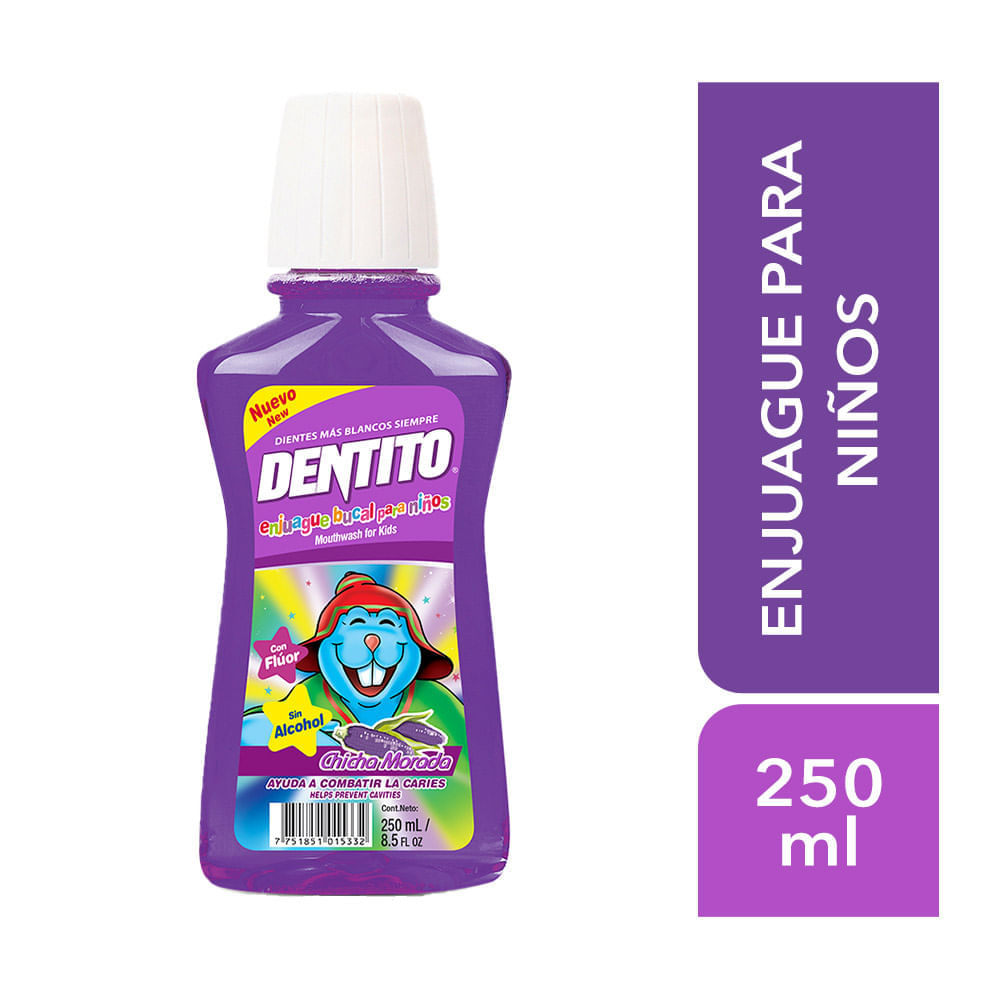 Nuevo
New
DIENTES MÁS BLANCOS SIEMPRE
DENTITO®
enjuague bucal para niños
Mouthwash for Kids
Con
Flúor
Sin
Alcohol
Chicha Morada
AYUDA A COMBATIR LA CARIES
HELPS PREVENT CAVITIES
Cont.Neto:
250 mL /
8.5 FL OZ
7 751851 015332
ENJUAGUE PARA
NIÑOS
250
ml